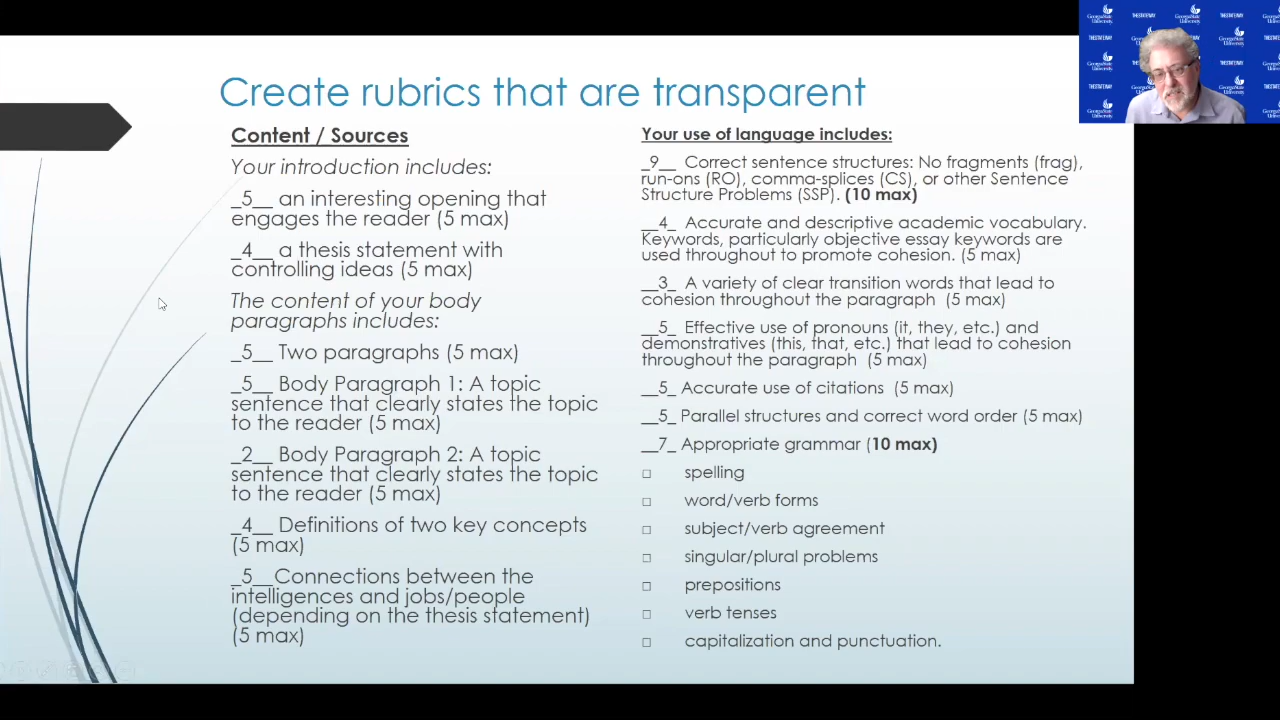 Create rubrics that are transparent
Content / Sources
Your introduction includes:
_5__ an interesting opening that
engages the reader (5 max)
_4__ a thesis statement with
controlling ideas (5 max)
The content of your body
paragraphs includes:
_5__ Two paragraphs (5 max)
_5__ Body Paragraph 1: A topic
sentence that clearly states the topic
to the reader (5 max)
_2__ Body Paragraph 2: A topic
sentence that clearly states the topic
to the reader (5 max)
_4__ Definitions of two key concepts
(5 max)
_5__Connections between the
intelligences and jobs/people
(depending on the thesis statement)
(5 max)
Your use of language includes:
_9__ Correct sentence structures: No fragments (frag),
run-ons (RO), comma-splices (CS), or other Sentence
Structure Problems (SSP). (10 max)
__4_ Accurate and descriptive academic vocabulary.
Keywords, particularly objective essay keywords are
used throughout to promote cohesion. (5 max)
__3_ A variety of clear transition words that lead to
cohesion throughout the paragraph (5 max)
__5_ Effective use of pronouns (it, they, etc.) and
demonstratives (this, that, etc.) that lead to cohesion
throughout the paragraph (5 max)
__5_ Accurate use of citations (5 max)
__5_ Parallel structures and correct word order (5 max)
__7_ Appropriate grammar (10 max)
□ spelling
□ word/verb forms
□ subject/verb agreement
□ singular/plural problems
□ prepositions
□ verb tenses
□ capitalization and punctuation.
Georgia State
University
THESTATEWAY